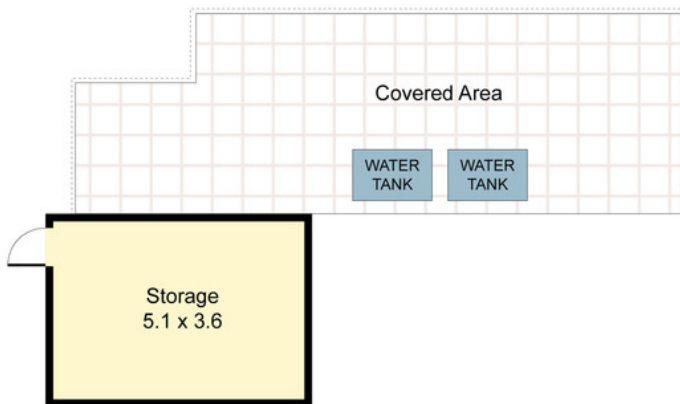 Covered Area
WATER
TANK
WATER
TANK
Storage
5.1 x 3.6